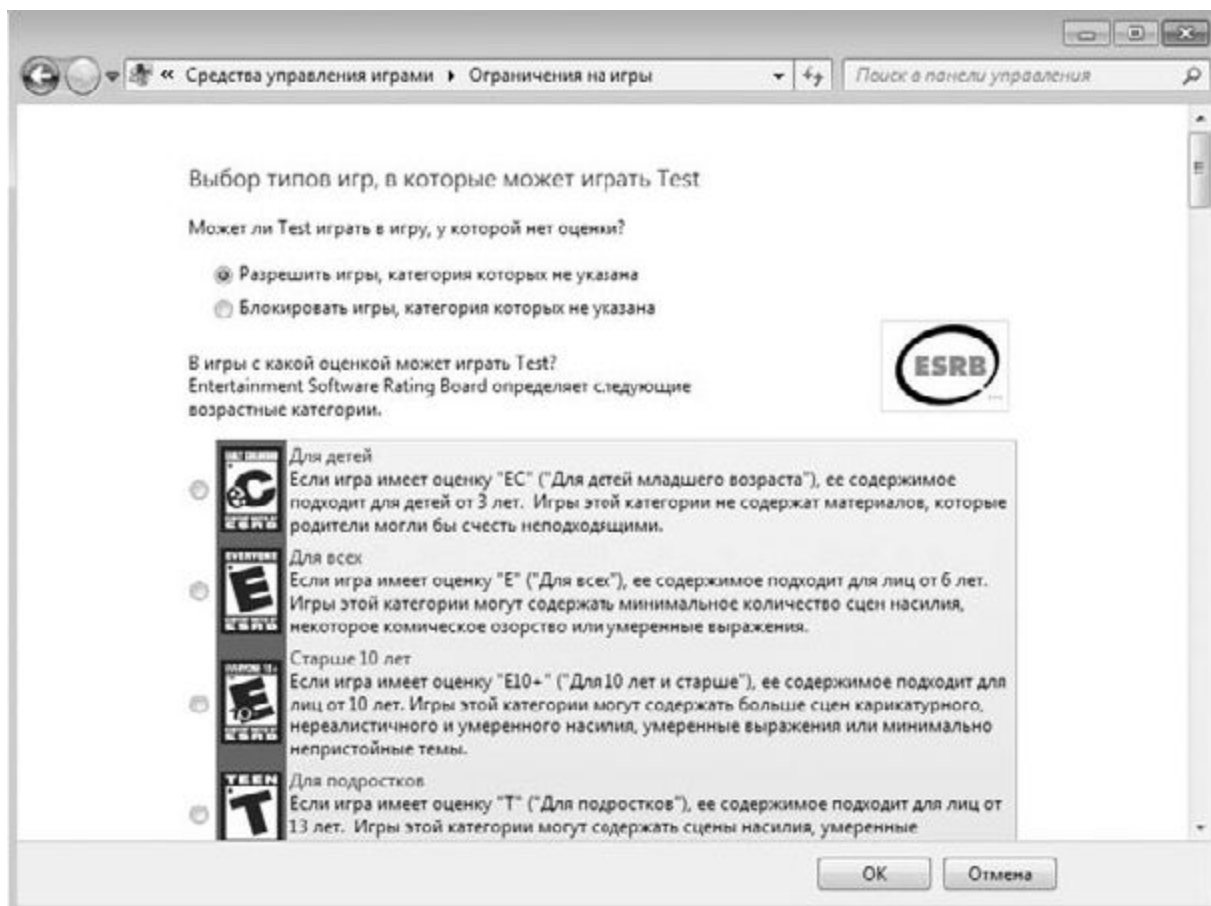 « Средства управления играми ▸ Ограничения на игры
Поиск в панели управления
Выбор типов игр, в которые может играть Test
Может ли Test играть в игру, у которой нет оценки?
Разрешить игры, категория которых не указана
Блокировать игры, категория которых не указана
В игры с какой оценкой может играть Test?
Entertainment Software Rating Board определяет следующие
возрастные категории.
ESRB
Для детей
Если игра имеет оценку "EC" ("Для детей младшего возраста"), ее содержимое
подходит для детей от 3 лет. Игры этой категории не содержат материалов, которые
родители могли бы счесть неподходящими.
EVERYONE
E
Для всех
Если игра имеет оценку "E" ("Для всех"), ее содержимое подходит для лиц от 6 лет.
Игры этой категории могут содержать минимальное количество сцен насилия,
некоторое комическое озорство или умеренные выражения.
E
Старше 10 лет
Если игра имеет оценку "E10+" ("Для 10 лет и старше"), ее содержимое подходит для
лиц от 10 лет. Игры этой категории могут содержать больше сцен карикатурного,
нереалистичного и умеренного насилия, умеренные выражения или минимально
непристойные темы.
TEEN
T
Для подростков
Если игра имеет оценку "T" ("Для подростков"), ее содержимое подходит для лиц от
13 лет. Игры этой категории могут содержать сцены насилия, умеренные
OK
Отмена